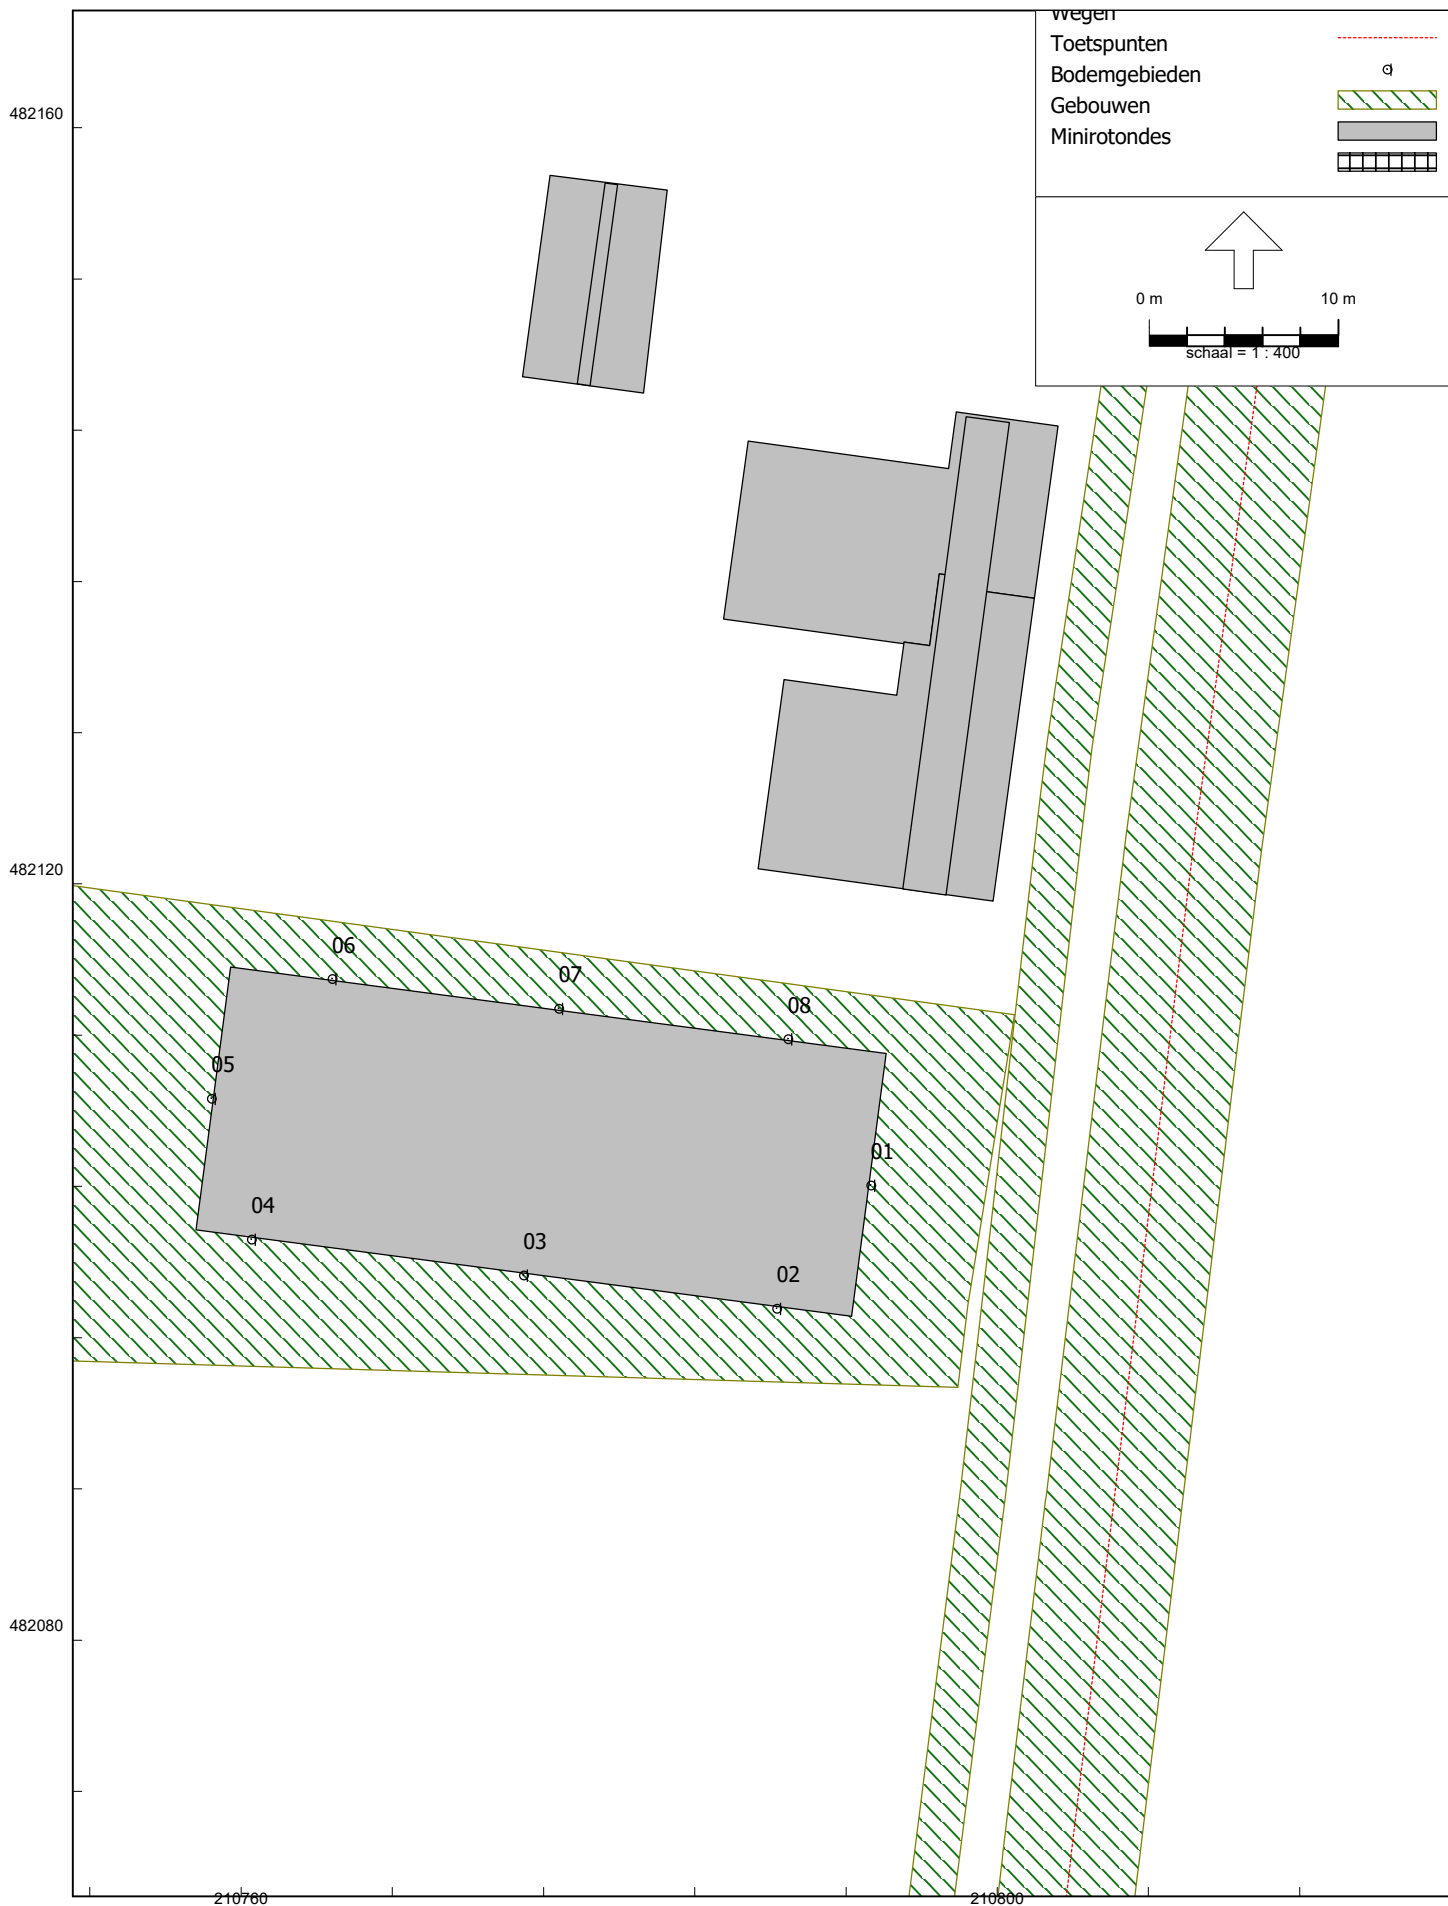 Wegen
Toetspunten
Bodemgebieden
Gebouwen
Minirotondes
0 m 10 m
schaal = 1 : 400
482160
482120
482080
210760 210800
06
07
08
05
01
04
03
02